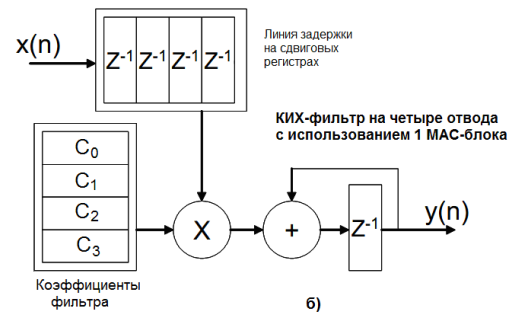 x(n)
Z-1 Z-1 Z-1 Z-1
Линия задержки
на сдвиговых
регистрах
КИХ-фильтр на четыре отвода
с использованием 1 МАС-блока
C0
C1
C2
C3
X
+
Z-1
y(n)
Коэффициенты
фильтра
б)